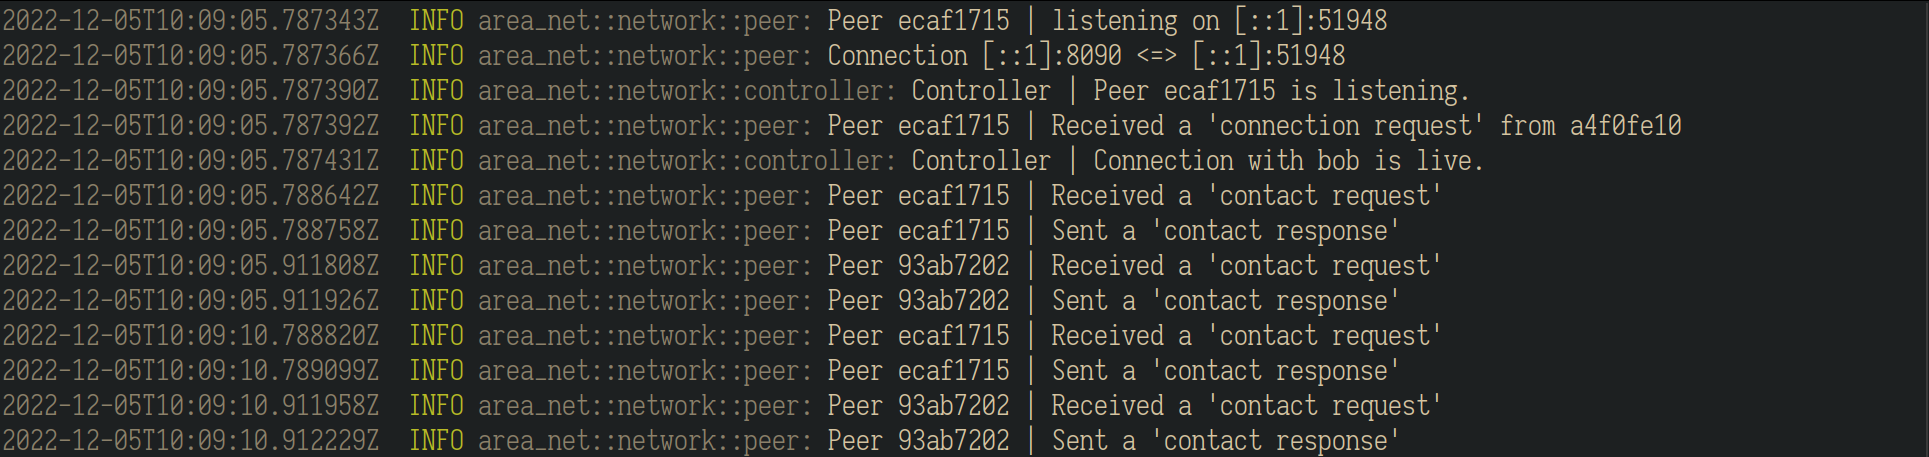 2022-12-05T10:09:05.787343Z  INFO area_net::network::peer: Peer ecaf1715 | listening on [::1]:51948
2022-12-05T10:09:05.787366Z  INFO area_net::network::peer: Connection [::1]:8090 <=> [::1]:51948
2022-12-05T10:09:05.787390Z  INFO area_net::network::controller: Controller | Peer ecaf1715 is listening.
2022-12-05T10:09:05.787392Z  INFO area_net::network::peer: Peer ecaf1715 | Received a 'connection request' from a4f0fe10
2022-12-05T10:09:05.787431Z  INFO area_net::network::controller: Controller | Connection with bob is live.
2022-12-05T10:09:05.788642Z  INFO area_net::network::peer: Peer ecaf1715 | Received a 'contact request'
2022-12-05T10:09:05.788758Z  INFO area_net::network::peer: Peer ecaf1715 | Sent a 'contact response'
2022-12-05T10:09:05.911808Z  INFO area_net::network::peer: Peer 93ab7202 | Received a 'contact request'
2022-12-05T10:09:05.911926Z  INFO area_net::network::peer: Peer 93ab7202 | Sent a 'contact response'
2022-12-05T10:09:10.788820Z  INFO area_net::network::peer: Peer ecaf1715 | Received a 'contact request'
2022-12-05T10:09:10.789099Z  INFO area_net::network::peer: Peer ecaf1715 | Sent a 'contact response'
2022-12-05T10:09:10.911958Z  INFO area_net::network::peer: Peer 93ab7202 | Received a 'contact request'
2022-12-05T10:09:10.912229Z  INFO area_net::network::peer: Peer 93ab7202 | Sent a 'contact response'